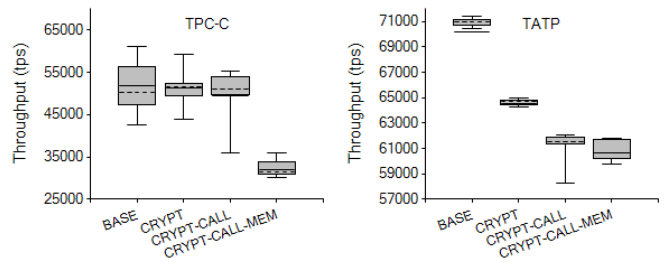 TPC-C
Throughput (tps)
65000
55000
45000
35000
25000
BASE
CRYPT
CRYPT-CALL
CRYPT-CALL-MEM
TATP
Throughput (tps)
71000
69000
67000
65000
63000
61000
59000
57000
BASE
CRYPT
CRYPT-CALL
CRYPT-CALL-MEM